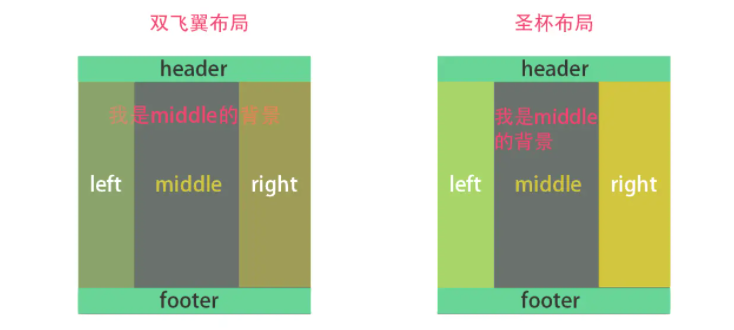 双飞翼布局
header
我是middle的背景
left
middle
right
footer
圣杯布局
header
我是middle
的背景
left
middle
right
footer